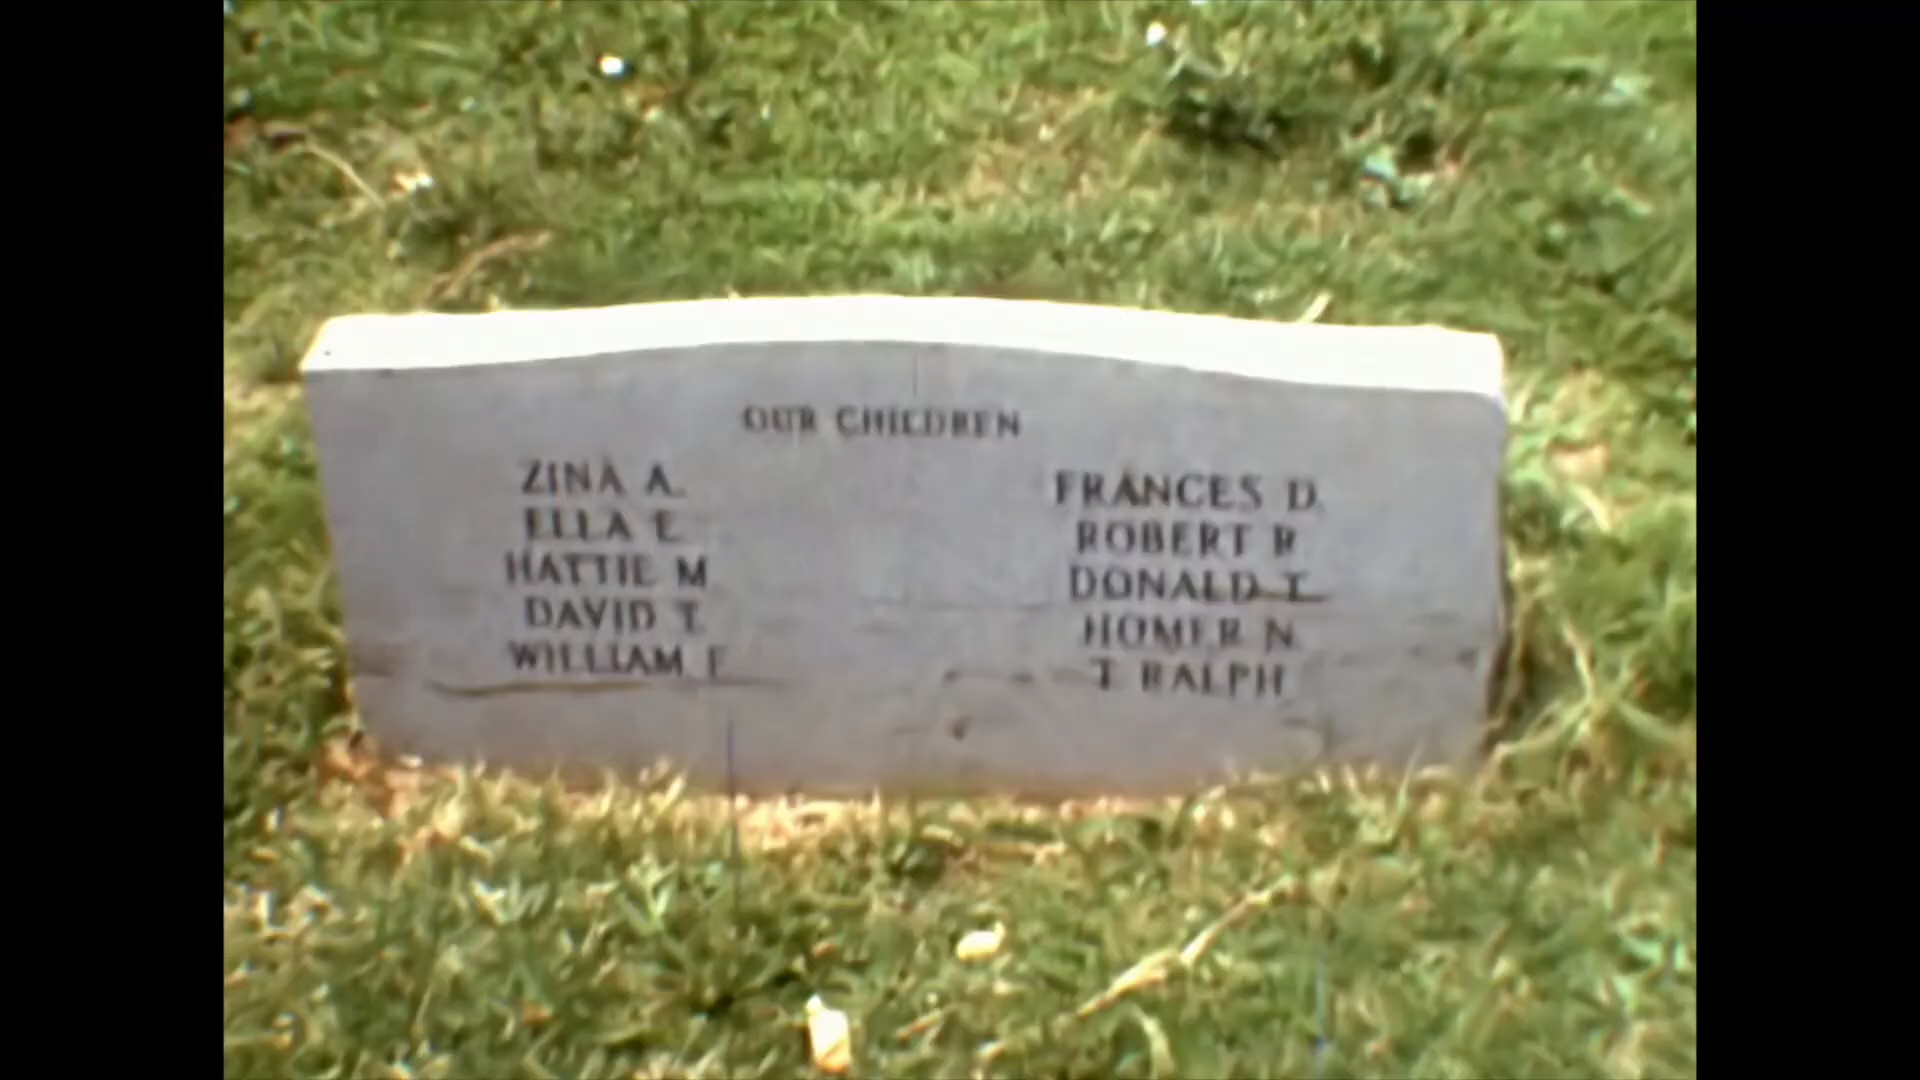 OUR CHILDREN
ZINA A.
ELLA E.
HATTIE M.
DAVID T.
WILLIAM F.
FRANCES D.
ROBERT R.
DONALD T.
HOMER N.
T. RALPH